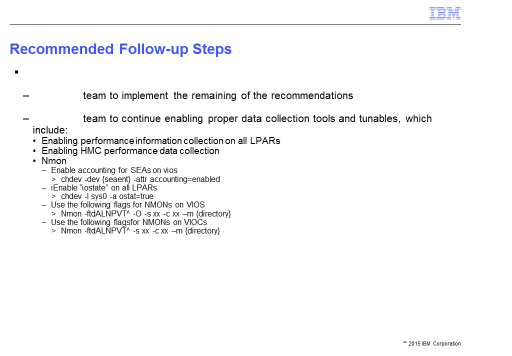 IBM
Recommended Follow-up Steps
▪
– team to implement the remaining of the recommendations
– team to continue enabling proper data collection tools and tunables, which
include:
• Enabling performance information collection on all LPARs
• Enabling HMC performance data collection
• Nmon
– Enable accounting for SEAs on vios
> chdev -dev {seaent} -attr accounting=enabled
– iEnable "iostate" on all LPARs
> chdev -l sys0 -a ostat=true
– Use the following flags for NMONs on VIOS
> Nmon -ftdALNPVT^ -O -s xx -c xx –m {directory}
– Use the following flagsfor NMONs on VIOCs
> Nmon -ftdALNPVT^ -s xx -c xx –m {directory}
^ 2015 IBM Corporation